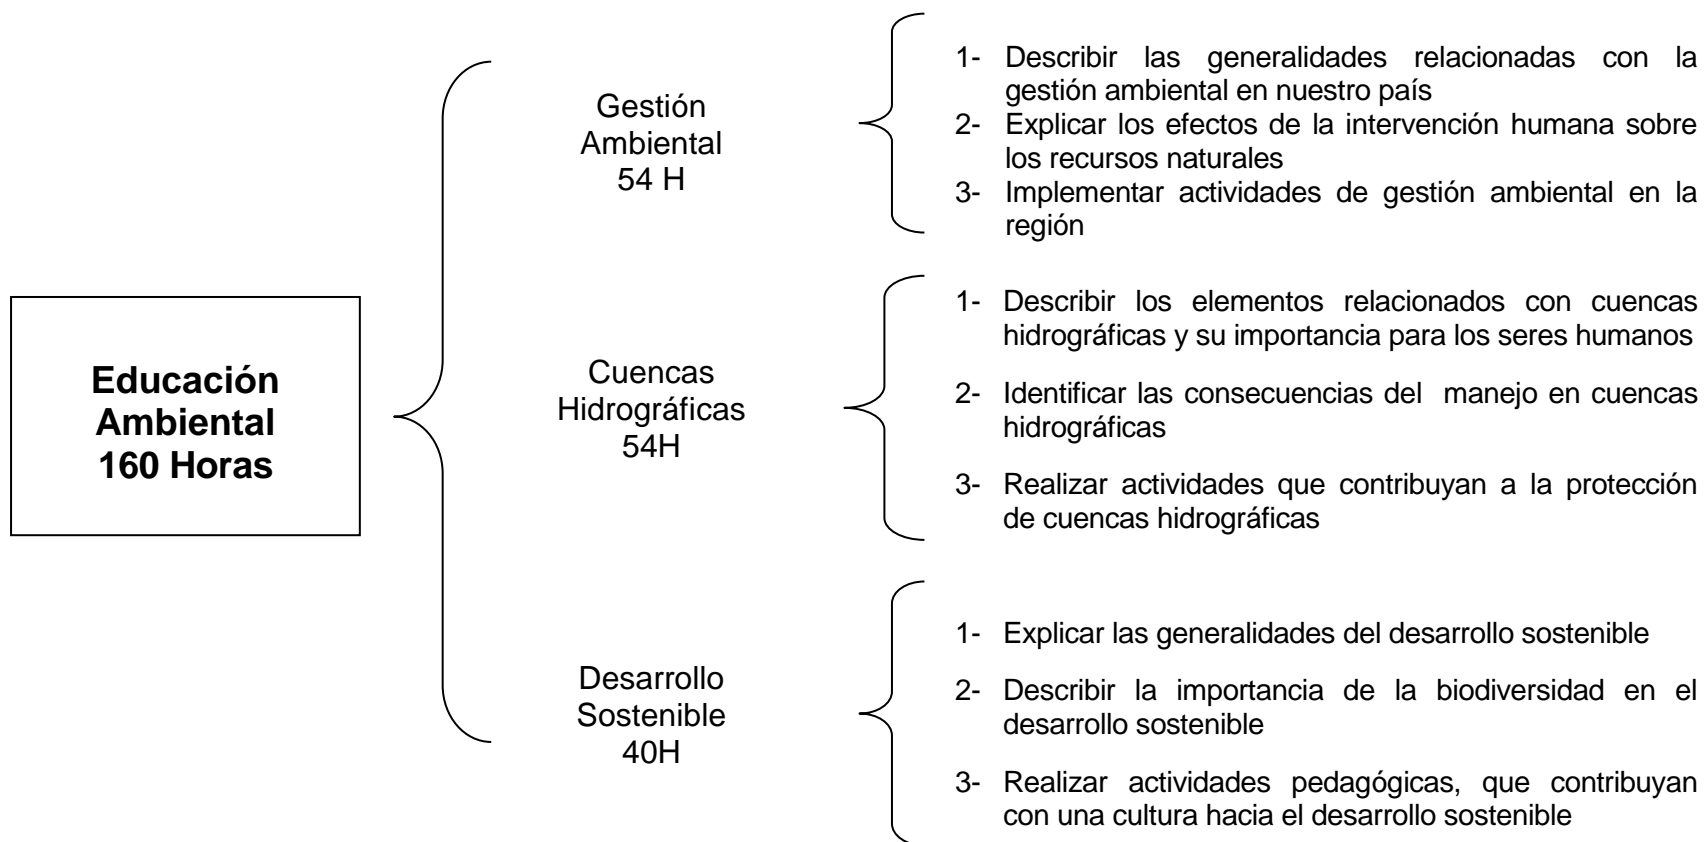 Educación
Ambiental
160 Horas
Gestión
Ambiental
54 H
1- Describir las generalidades relacionadas con la
gestión ambiental en nuestro país
2- Explicar los efectos de la intervención humana sobre
los recursos naturales
3- Implementar actividades de gestión ambiental en la
región
Cuencas
Hidrográficas
54H
1- Describir los elementos relacionados con cuencas
hidrográficas y su importancia para los seres humanos
2- Identificar las consecuencias del manejo en cuencas
hidrográficas
3- Realizar actividades que contribuyan a la protección
de cuencas hidrográficas
Desarrollo
Sostenible
40H
1- Explicar las generalidades del desarrollo sostenible
2- Describir la importancia de la biodiversidad en el
desarrollo sostenible
3- Realizar actividades pedagógicas, que contribuyan
con una cultura hacia el desarrollo sostenible